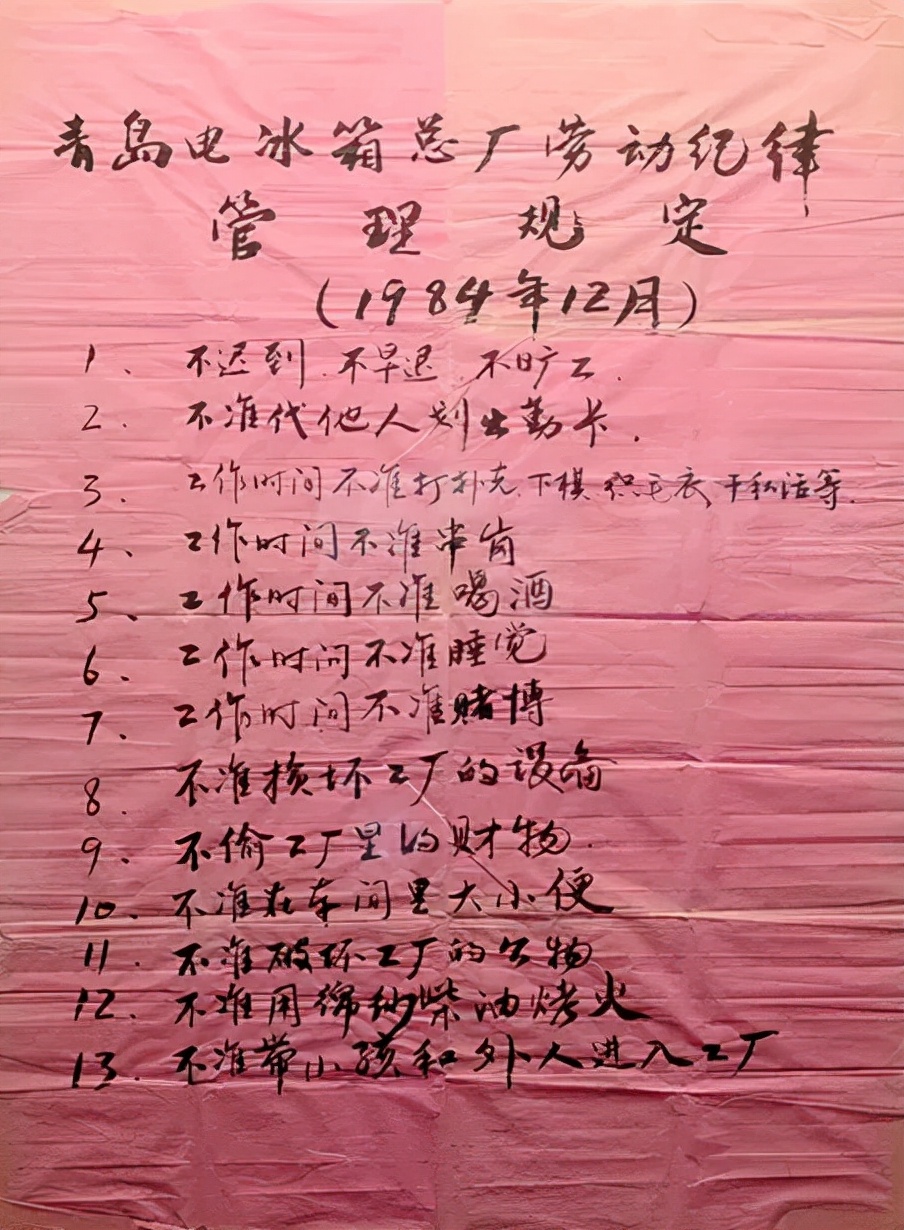 青岛电冰箱总厂劳动纪律
管理规定
(1984年12月)
1、不迟到、不早退、不旷工.
2.不准代他人划出勤卡.
3.工作时间不准打扑克、下棋、织毛衣、干私活等.
4、工作时间不准串岗
5、工作时间不准喝酒
6、工作时间不准睡觉
7、工作时间不准赌博
8.不准损坏工厂的设备
9、不偷工厂里的财物.
10、不准在车间里大小便
11.不准破坏工厂的公物
12.不准用绵纱柴油烤火
13.不准带小孩和外人进入工厂